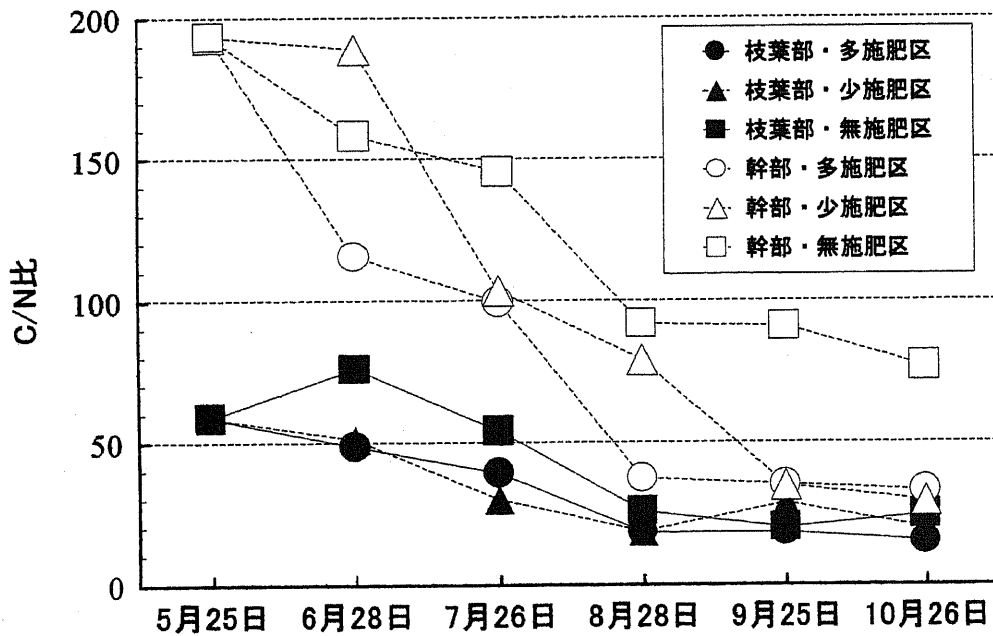 200
150
100
50
0
C/N比
枝葉部・多施肥区
枝葉部・少施肥区
枝葉部・無施肥区
幹部・多施肥区
幹部・少施肥区
幹部・無施肥区
5月25日 6月28日 7月26日 8月28日 9月25日 10月26日